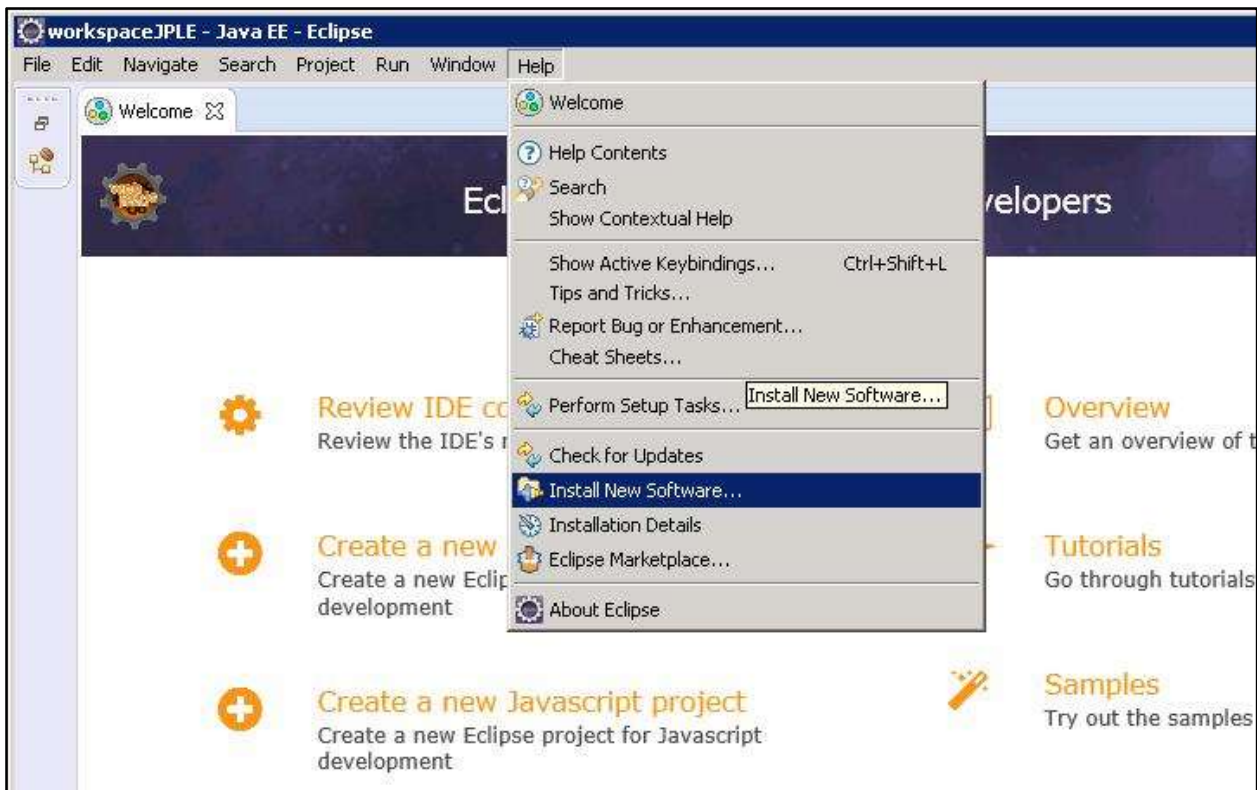 workspaceJPLE - Java EE - Eclipse
File Edit Navigate Search Project Run Window Help
Welcome
Welcome
Help Contents
Search
Show Contextual Help
Show Active Keybindings... Ctrl+Shift+L
Tips and Tricks...
Report Bug or Enhancement...
Cheat Sheets...
Perform Setup Tasks...
Install New Software...
Check for Updates
Install New Software...
Installation Details
Eclipse Marketplace...
About Eclipse
Ecl
velopers
Review IDE co
Review the IDE's
Overview
Get an overview of t
Create a new
Create a new Eclip
development
Tutorials
Go through tutorials
Create a new Javascript project
Create a new Eclipse project for Javascript
development
Samples
Try out the samples